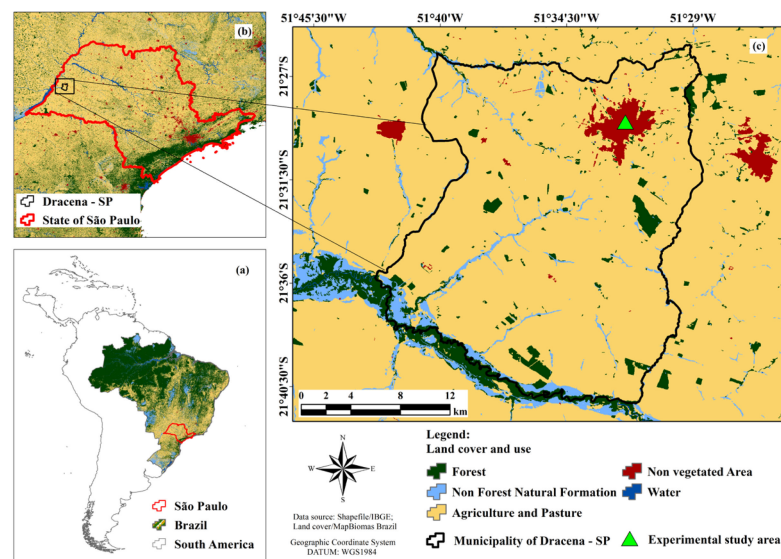 51°45'30"W 51°40'W 51°34'30"W 51°29'W
(b)
Dracena - SP
State of São Paulo
(a)
São Paulo
Brazil
South America
(c)
21°27'S
21°31'30"S
21°36'S
21°40'30"S
0 2 4 8 12
km
N
W E
S
Data source: Shapefile/IBGE;
Land cover/MapBiomas Brazil
Geographic Coordinate System
DATUM: WGS1984
Legend:
Land cover and use
Forest
Non vegetated Area
Non Forest Natural Formation
Water
Agriculture and Pasture
Municipality of Dracena - SP
Experimental study area